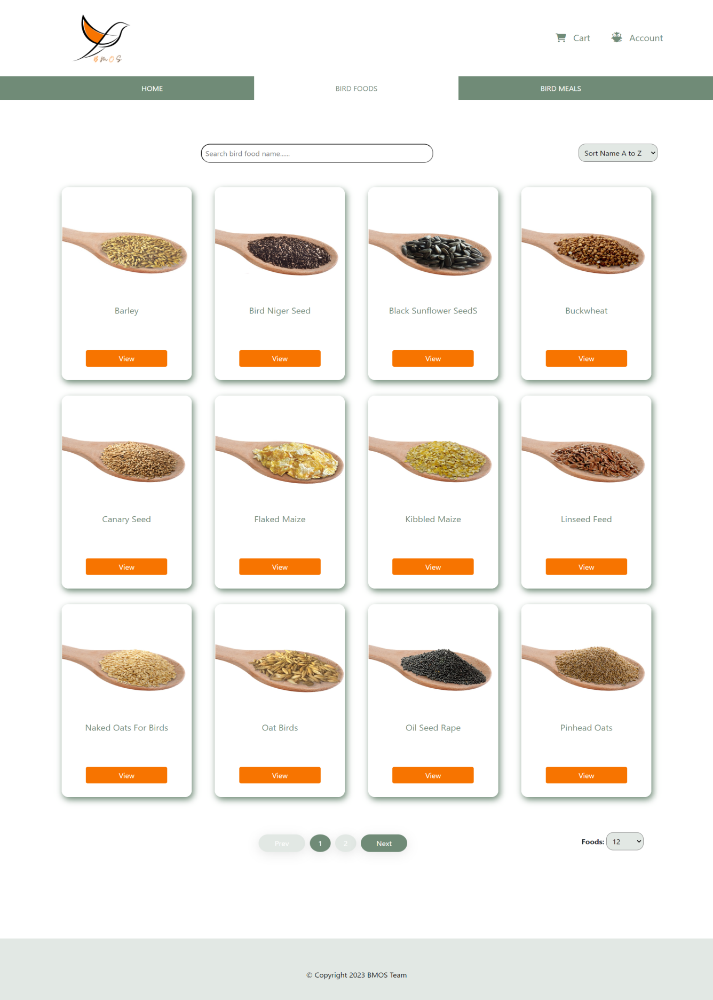 BMOS
Cart
Account
HOME
BIRD FOODS
BIRD MEALS
Search bird food name......
Sort Name A to Z
Barley
Bird Niger Seed
Black Sunflower SeedS
Buckwheat
View
View
View
View
Canary Seed
Flaked Maize
Kibbled Maize
Linseed Feed
View
View
View
View
Naked Oats For Birds
Oat Birds
Oil Seed Rape
Pinhead Oats
View
View
View
View
Prev
1
2
Next
Foods: 12
© Copyright 2023 BMOS Team